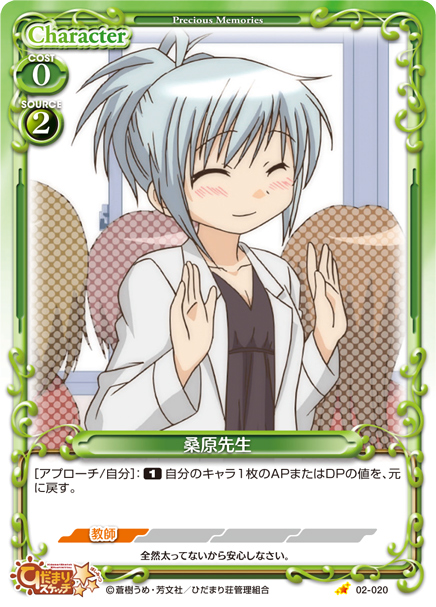 Precious Memories
Character
COST
0
SOURCE
2
桑原先生
[アプローチ/自分]：1自分のキャラ1枚のAPまたはDPの値を、元
に戻す。
教師
全然太ってないから安心しなさい。
ひだまり
スケッチ
©蒼樹うめ・芳文社／ひだまり荘管理組合
02-020